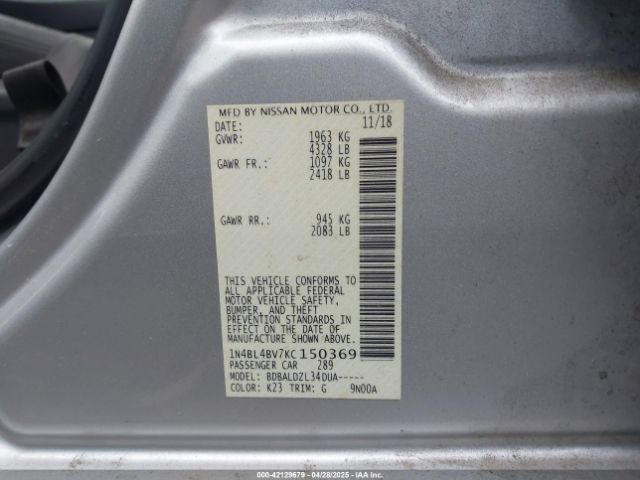 MFD BY NISSAN MOTOR CO., LTD.
DATE: 11/18
GVWR: 1963 KG
4328 LB
GAWR FR.: 1097 KG
2418 LB
GAWR RR.: 945 KG
2083 LB
THIS VEHICLE CONFORMS TO
ALL APPLICABLE FEDERAL
MOTOR VEHICLE SAFETY,
BUMPER, AND THEFT
PREVENTION STANDARDS IN
EFFECT ON THE DATE OF
MANUFACTURE SHOWN ABOVE.
1N4BL4BV7KC150369
PASSENGER CAR 289
MODEL: BDBALDZL34DUA-----
COLOR: K23 TRIM: G 9N00A
000-42129679 - 04/28/2025 - IAAI.COM